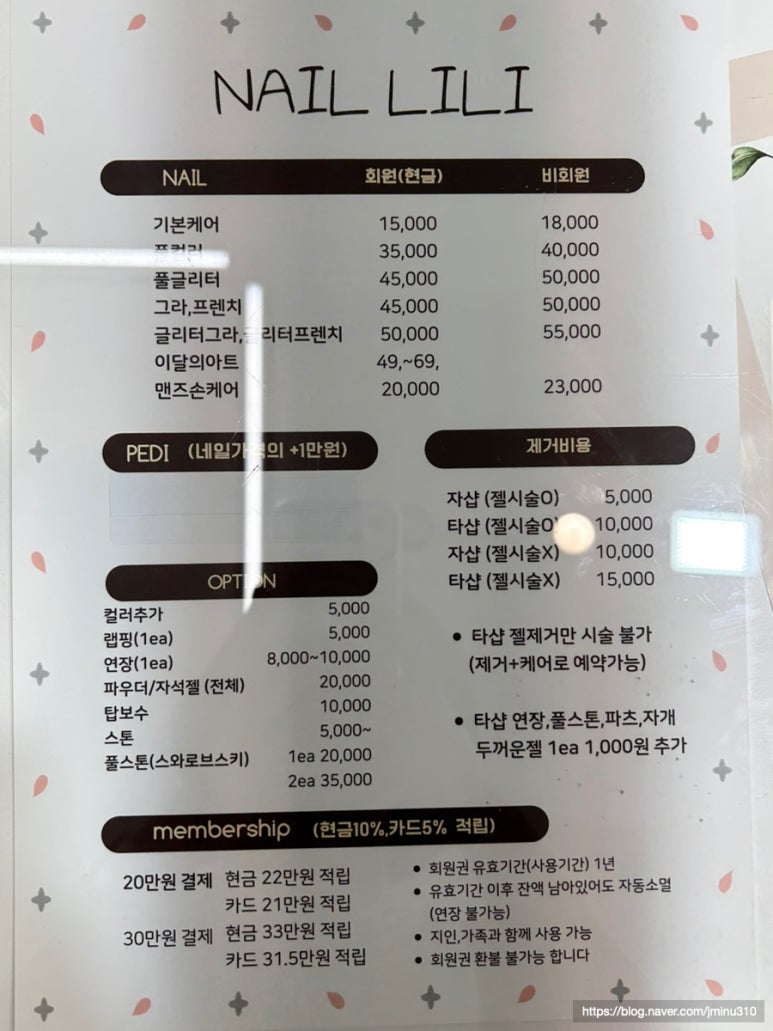 NAIL LILI
NAIL 회원(현금) 비회원
기본케어 15,000 18,000
풀컬러 35,000 40,000
풀글리터 45,000 50,000
그라,프렌치 45,000 50,000
글리터그라,글리터프렌치 50,000 55,000
이달의아트 49,~69,
맨즈손케어 20,000 23,000
PEDI (네일가격의 +1만원)
제거비용
자샵 (젤시술O) 5,000
타샵 (젤시술O) 10,000
자샵 (젤시술X) 10,000
타샵 (젤시술X) 15,000
• 타샵 젤제거만 시술 불가
(제거+케어로 예약가능)
• 타샵 연장,풀스톤,파츠,자개
두꺼운젤 1ea 1,000원 추가
OPTION
컬러추가 5,000
랩핑(1ea) 5,000
연장(1ea) 8,000~10,000
파우더/자석젤 (전체) 20,000
탑보수 10,000
스톤 5,000~
풀스톤(스와로브스키) 1ea 20,000
2ea 35,000
membership (현금10%,카드5% 적립)
20만원 결제 현금 22만원 적립
카드 21만원 적립
30만원 결제 현금 33만원 적립
카드 31.5만원 적립
• 회원권 유효기간(사용기간) 1년
• 유효기간 이후 잔액 남아있어도 자동소멸
(연장 불가능)
• 지인,가족과 함께 사용 가능
• 회원권 환불 불가능 합니다
https://blog.naver.com/jminu310